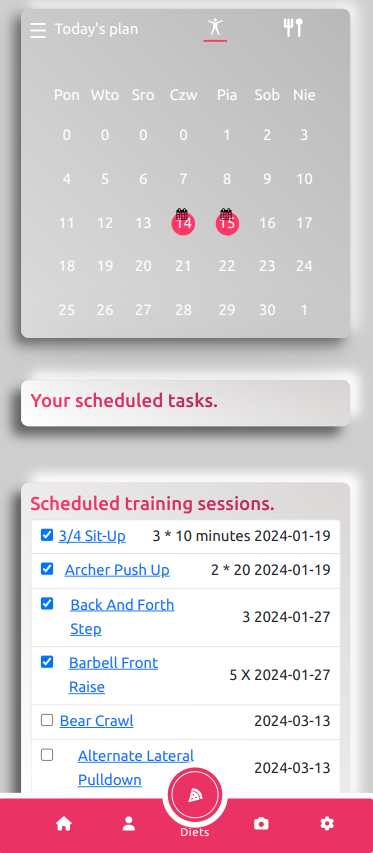 Today's plan
Pon Wto Sro Czw Pia Sob Nie
0 0 0 0 1 2 3
4 5 6 7 8 9 10
11 12 13 14 15 16 17
18 19 20 21 22 23 24
25 26 27 28 29 30 1
Your scheduled tasks.
Scheduled training sessions.
3/4 Sit-Up 3 * 10 minutes 2024-01-19
Archer Push Up 2 * 20 2024-01-19
Back And Forth
Step
3 2024-01-27
Barbell Front
Raise
5 X 2024-01-27
Bear Crawl 2024-03-13
Alternate Lateral
Pulldown
2024-03-13
Diets